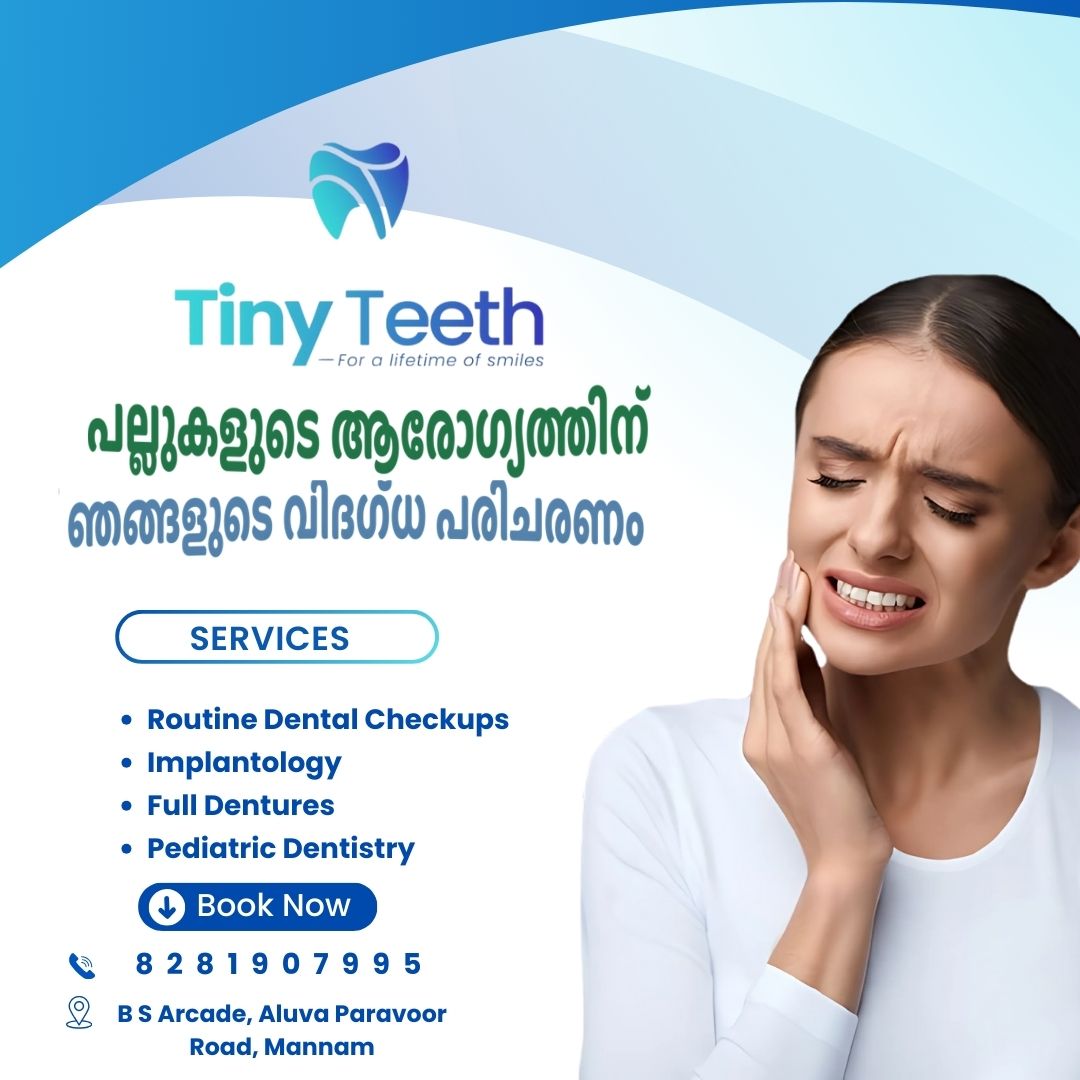 Tiny Teeth
—For a lifetime of smiles
പല്ലുകളുടെ ആരോഗ്യത്തിന്
ഞങ്ങളുടെ വിദഗ്ധ പരിചരണം
SERVICES
• Routine Dental Checkups
• Implantology
• Full Dentures
• Pediatric Dentistry
Book Now
8281907995
B S Arcade, Aluva Paravoor
Road, Mannam